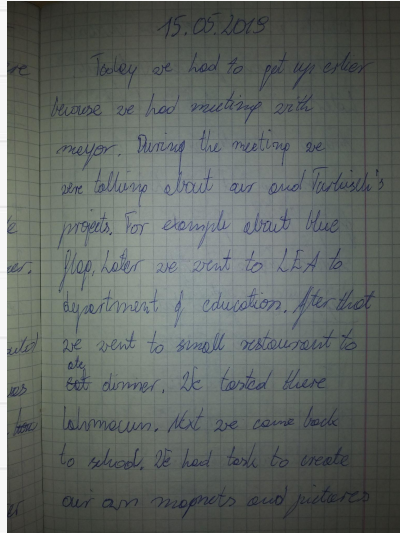 15.05.2019
Today we had to get up erlier
because we had meeting with
mayor. During the meeting we
were talking about our and Turkish's
projects. For example about blue
flag. Later we went to LEA to
department of education. After that
we went to small restaurant to
dinner. We tasted there
lahmacun. Next we came back
to school. We had task to create
our own magnets and pictures